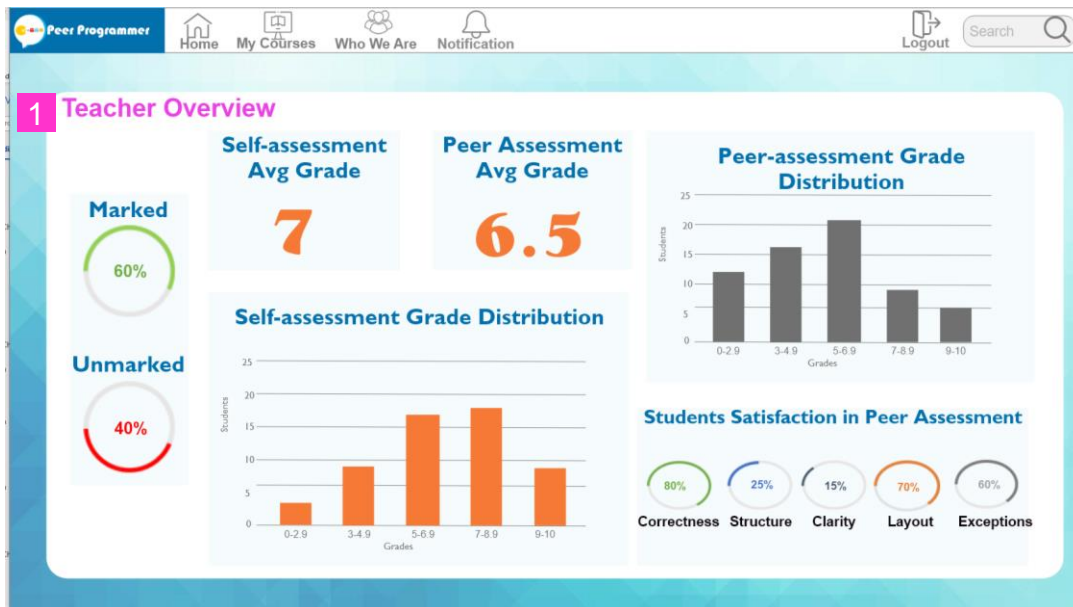 Peer Programmer
Home
My Courses
Who We Are
Notification
Logout
Search
1 Teacher Overview
Marked
60%
Unmarked
40%
Self-assessment
Avg Grade
7
Peer Assessment
Avg Grade
6.5
Peer-assessment Grade
Distribution
25
20
15
10
5
0
Students
0-2.9 3-4.9 5-6.9 7-8.9 9-10
Grades
Self-assessment Grade Distribution
25
20
15
10
5
0
Students
0-2.9 3-4.9 5-6.9 7-8.9 9-10
Grades
Students Satisfaction in Peer Assessment
80% 25% 15% 70% 60%
Correctness Structure Clarity Layout Exceptions